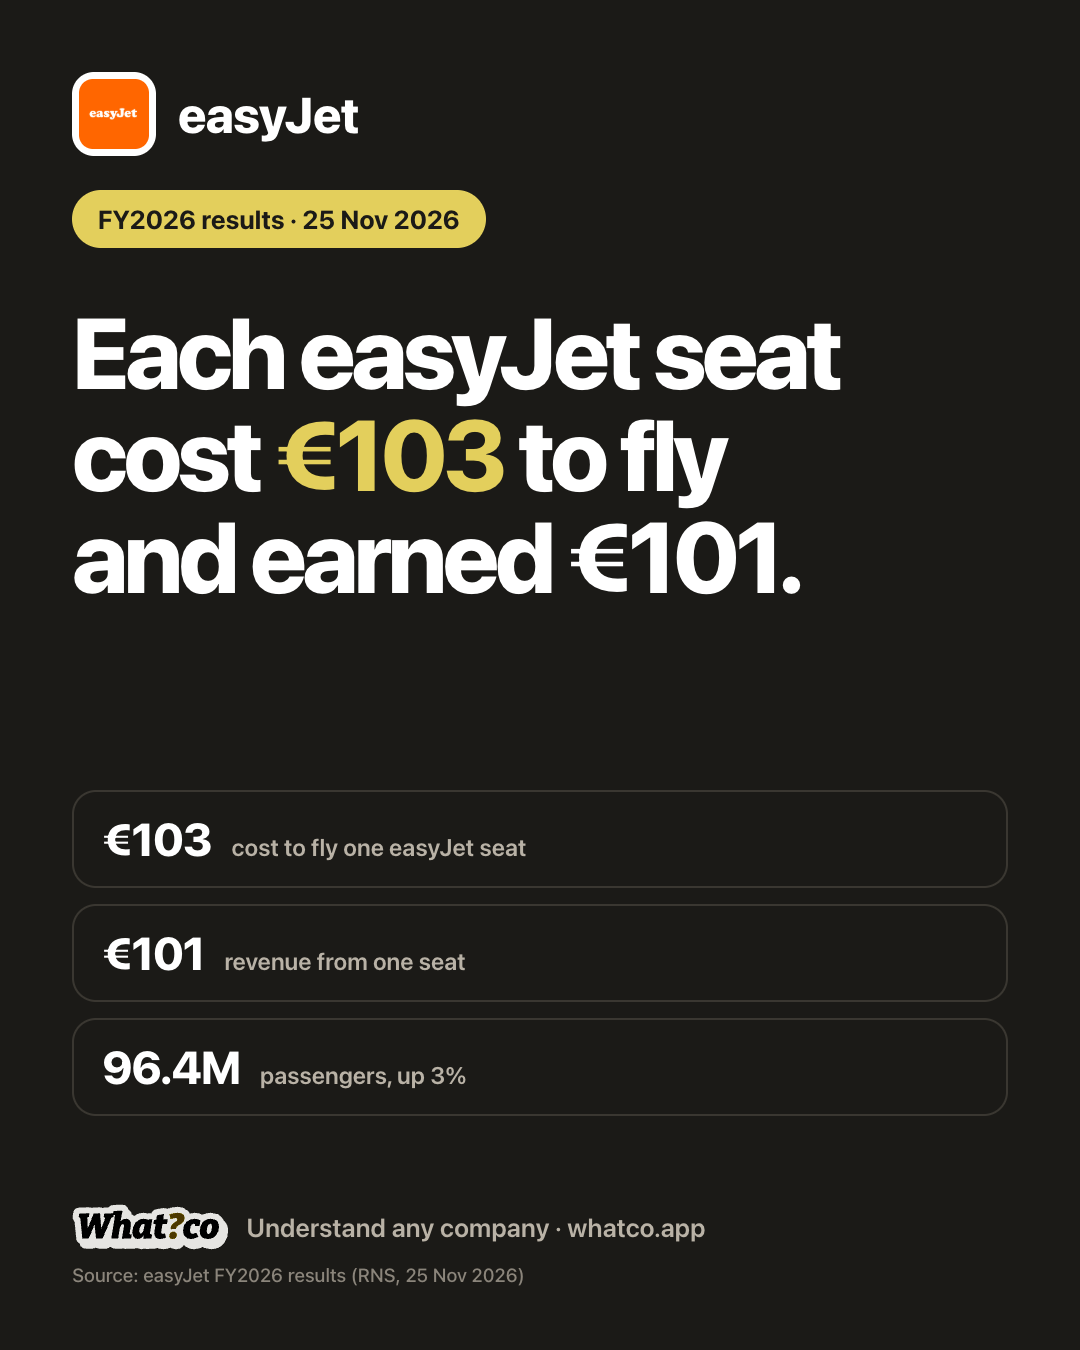 easyJet
easyJet
FY2026 results · 25 Nov 2026
Each easyJet seat
cost €103 to fly
and earned €101.
€103 cost to fly one easyJet seat
€101 revenue from one seat
96.4M passengers, up 3%
What?co Understand any company · whatco.app
Source: easyJet FY2026 results (RNS, 25 Nov 2026)